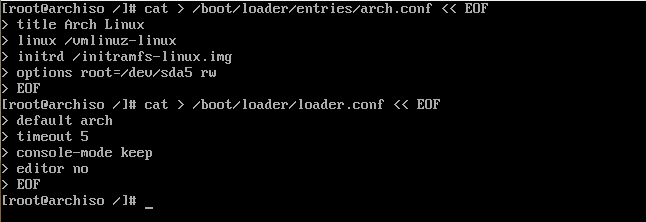 [root@archiso /]# cat > /boot/loader/entries/arch.conf << EOF
> title Arch Linux
> linux /vmlinuz-linux
> initrd /initramfs-linux.img
> options root=/dev/sda5 rw
> EOF
[root@archiso /]# cat > /boot/loader/loader.conf << EOF
> default arch
> timeout 5
> console-mode keep
> editor no
> EOF
[root@archiso /]# _